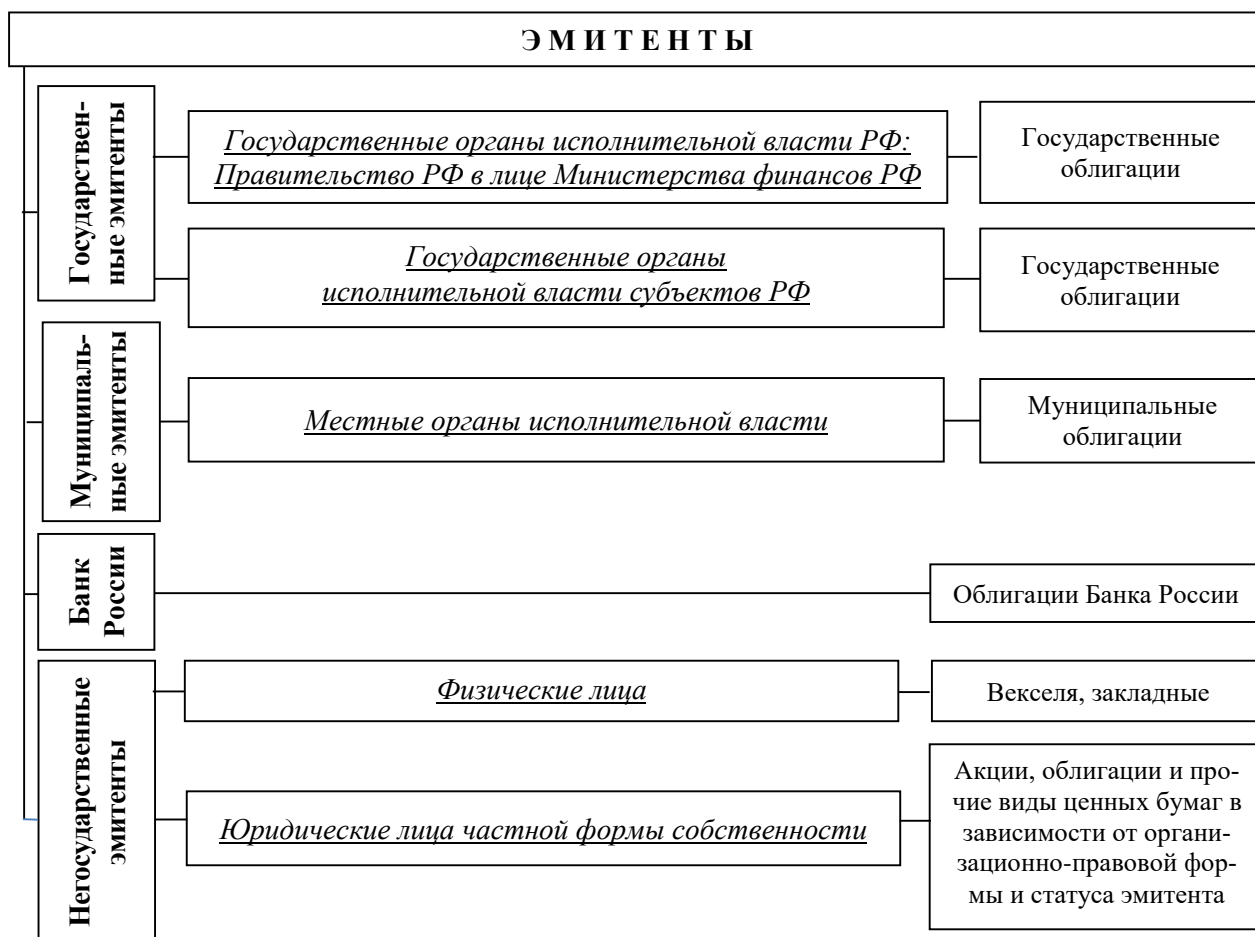 Э М И Т Е Н Т Ы
Государствен-
ные эмитенты
Государственные органы исполнительной власти РФ:
Правительство РФ в лице Министерства финансов РФ
Государственные
облигации
Государственные органы
исполнительной власти субъектов РФ
Государственные
облигации
Муниципаль-
ные эмитенты
Местные органы исполнительной власти
Муниципальные
облигации
Банк
России
Облигации Банка России
Негосударственные
эмитенты
Физические лица
Векселя, закладные
Юридические лица частной формы собственности
Акции, облигации и про-
чие виды ценных бумаг в
зависимости от органи-
зационно-правовой фор-
мы и статуса эмитента